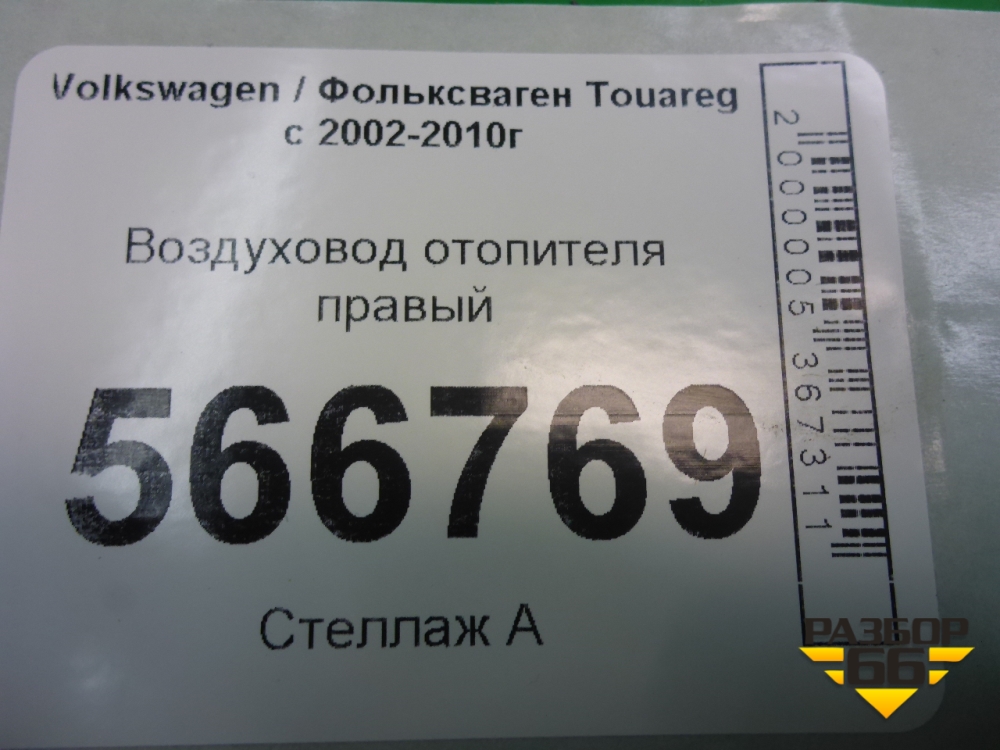 Volkswagen / Фольксваген Touareg
с 2002-2010г
Воздуховод отопителя
правый
566769
Стеллаж А
2000005367311
РАЗБОР
66